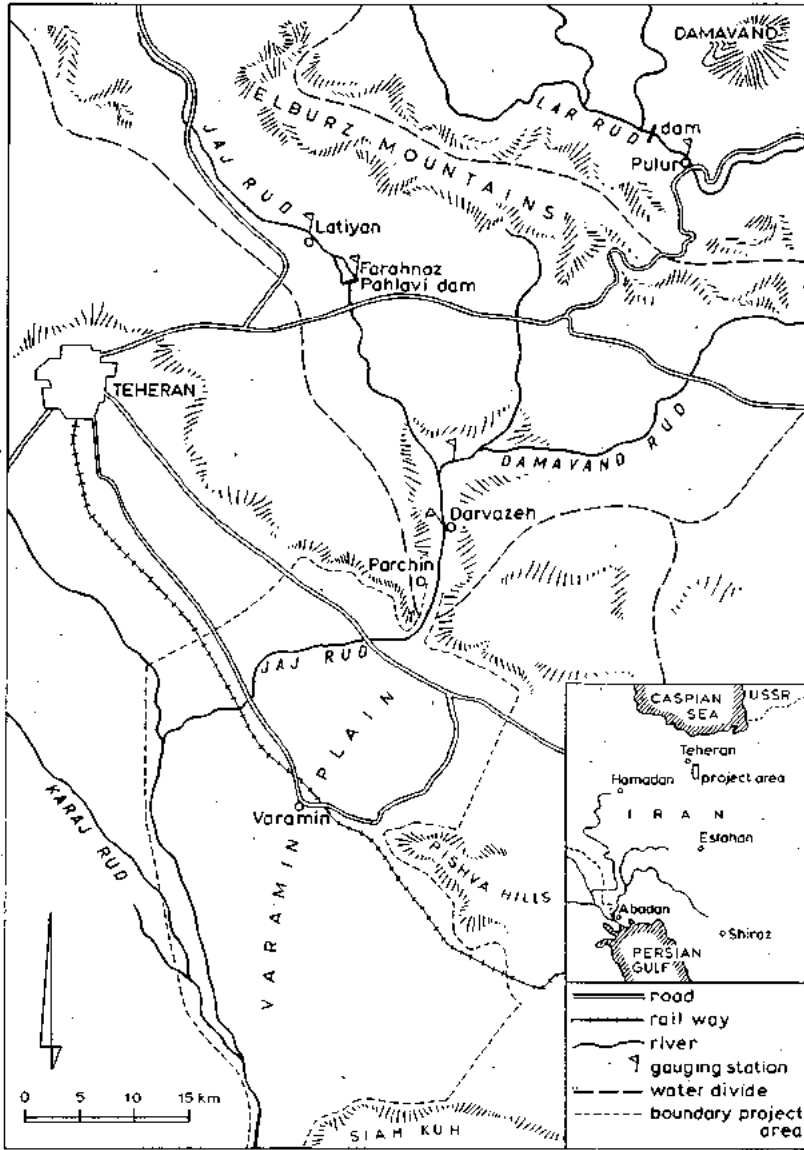 DAMAVAND
ELBURZ MOUNTAINS
LAR RUD
dam
Pulur
JAJ RUD
Latiyan
Farahnaz
Pahlavi dam
TEHERAN
DAMAVAND RUD
Darvazeh
Parchin
JAJ RUD
VARAMIN PLAIN
KARAJ RUD
Varamin
PISHVA HILLS
SIAH KUH
0 5 10 15 km
CASPIAN
SEA
USSR
Teheran
project area
Hamadan
IRAN
Esfahan
Abadan
Shiraz
PERSIAN
GULF
road
rail way
river
gauging station
water divide
boundary project
area